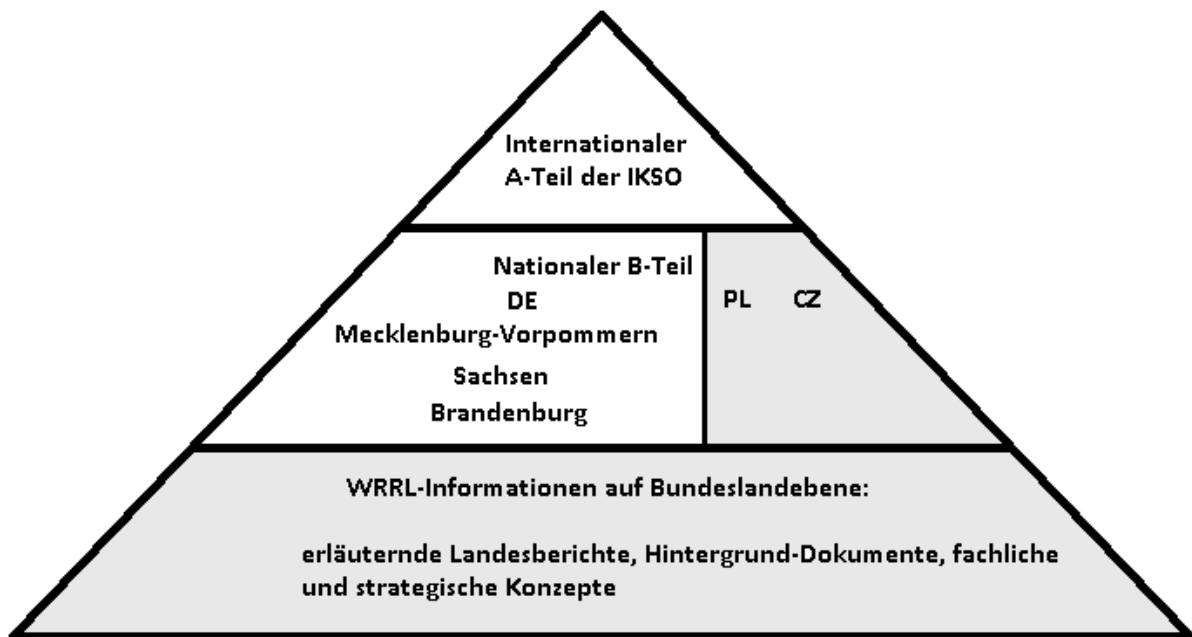 Internationaler
A-Teil der IKSO
Nationaler B-Teil
DE
Mecklenburg-Vorpommern
Sachsen
Brandenburg
PL CZ
WRRL-Informationen auf Bundeslandebene:
erläuternde Landesberichte, Hintergrund-Dokumente, fachliche
und strategische Konzepte